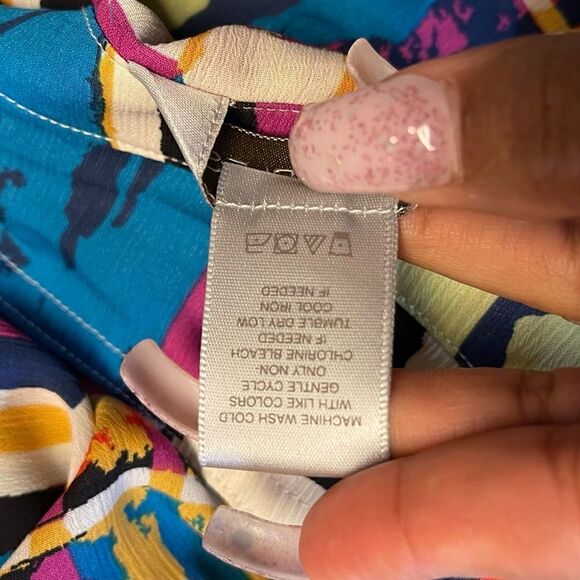 MACHINE WASH COLD
WITH LIKE COLORS
GENTLE CYCLE
ONLY NON-
CHLORINE BLEACH
IF NEEDED
TUMBLE DRY LOW
COOL IRON
IF NEEDED